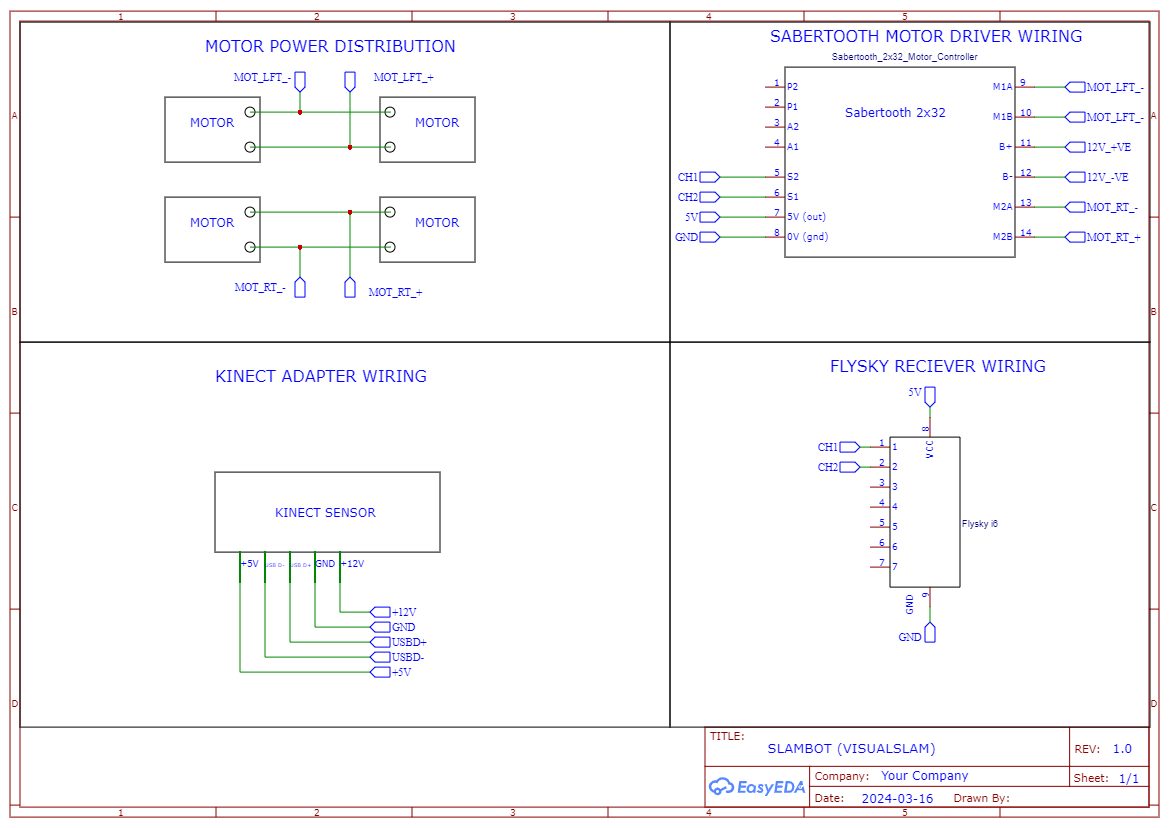 1 2 3 4 5
A
B
C
D
A
B
C
D
MOTOR POWER DISTRIBUTION
MOT_LFT_-
MOT_LFT_+
MOTOR
MOTOR
MOTOR
MOTOR
MOT_RT_-
MOT_RT_+
SABERTOOTH MOTOR DRIVER WIRING
Sabertooth_2x32_Motor_Controller
Sabertooth 2x32
1 P2
2 P1
3 A2
4 A1
CH1 5 S2
CH2 6 S1
5V 7 5V (out)
GND 8 0V (gnd)
M1A 9 MOT_LFT_-
M1B 10 MOT_LFT_-
B+ 11 12V_+VE
B- 12 12V_-VE
M2A 13 MOT_RT_-
M2B 14 MOT_RT_+
KINECT ADAPTER WIRING
KINECT SENSOR
+5V USB D- USB D+ GND +12V
+12V
GND
USBD+
USBD-
+5V
FLYSKY RECIEVER WIRING
5V
8
VCC
CH1 1 1
CH2 2 2
3 3
4 4
5 5
6 6
7 7
Flysky i6
GND
9
GND
TITLE:
SLAMBOT (VISUALSLAM)
REV: 1.0
EasyEDA
Company: Your Company
Sheet: 1/1
Date: 2024-03-16 Drawn By:
1 2 3 4 5